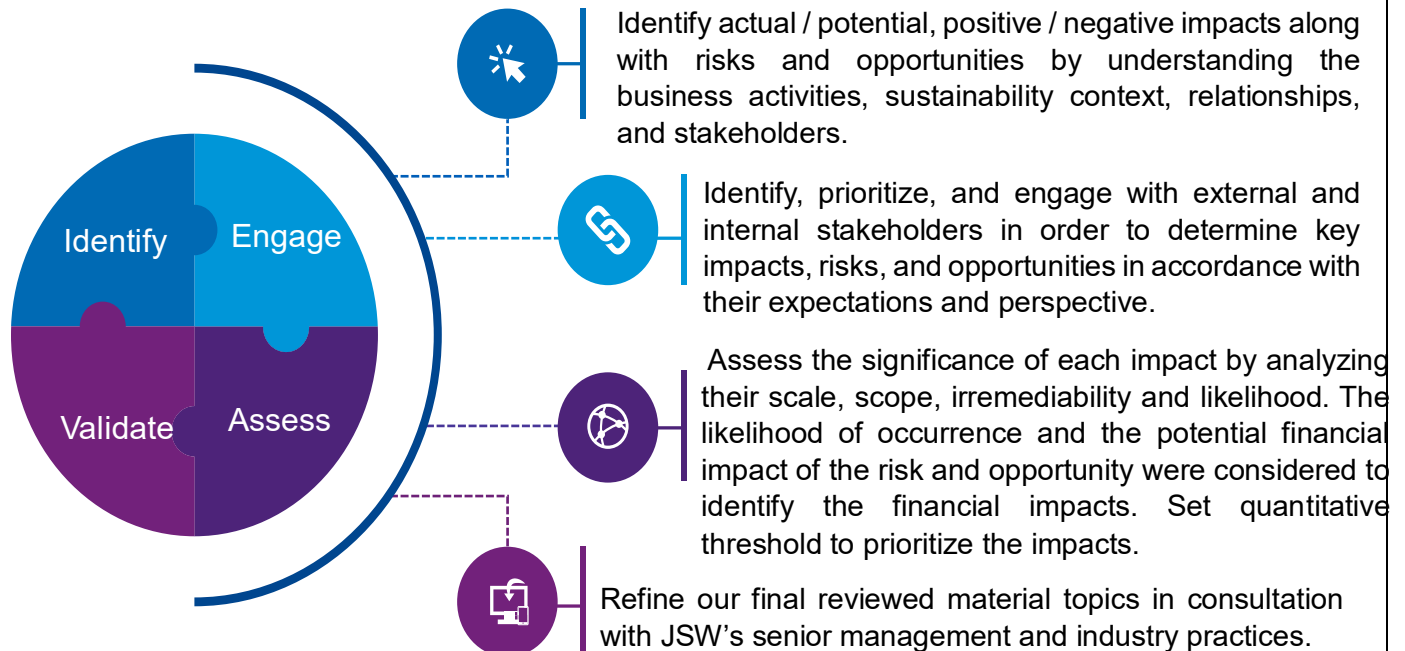 Identify
Engage
Validate
Assess
Identify actual / potential, positive / negative impacts along
with risks and opportunities by understanding the
business activities, sustainability context, relationships,
and stakeholders.
Identify, prioritize, and engage with external and
internal stakeholders in order to determine key
impacts, risks, and opportunities in accordance with
their expectations and perspective.
Assess the significance of each impact by analyzing
their scale, scope, irremediability and likelihood. The
likelihood of occurrence and the potential financial
impact of the risk and opportunity were considered to
identify the financial impacts. Set quantitative
threshold to prioritize the impacts.
Refine our final reviewed material topics in consultation
with JSW’s senior management and industry practices.